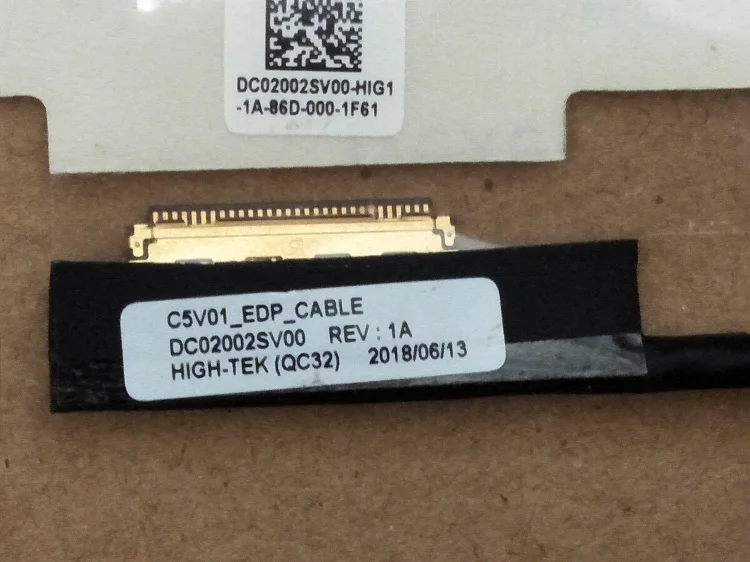 DC02002SV00-HIG1
-1A-86D-000-1F61
C5V01_EDP_CABLE
DC02002SV00 REV : 1A
HIGH-TEK (QC32) 2018/06/13